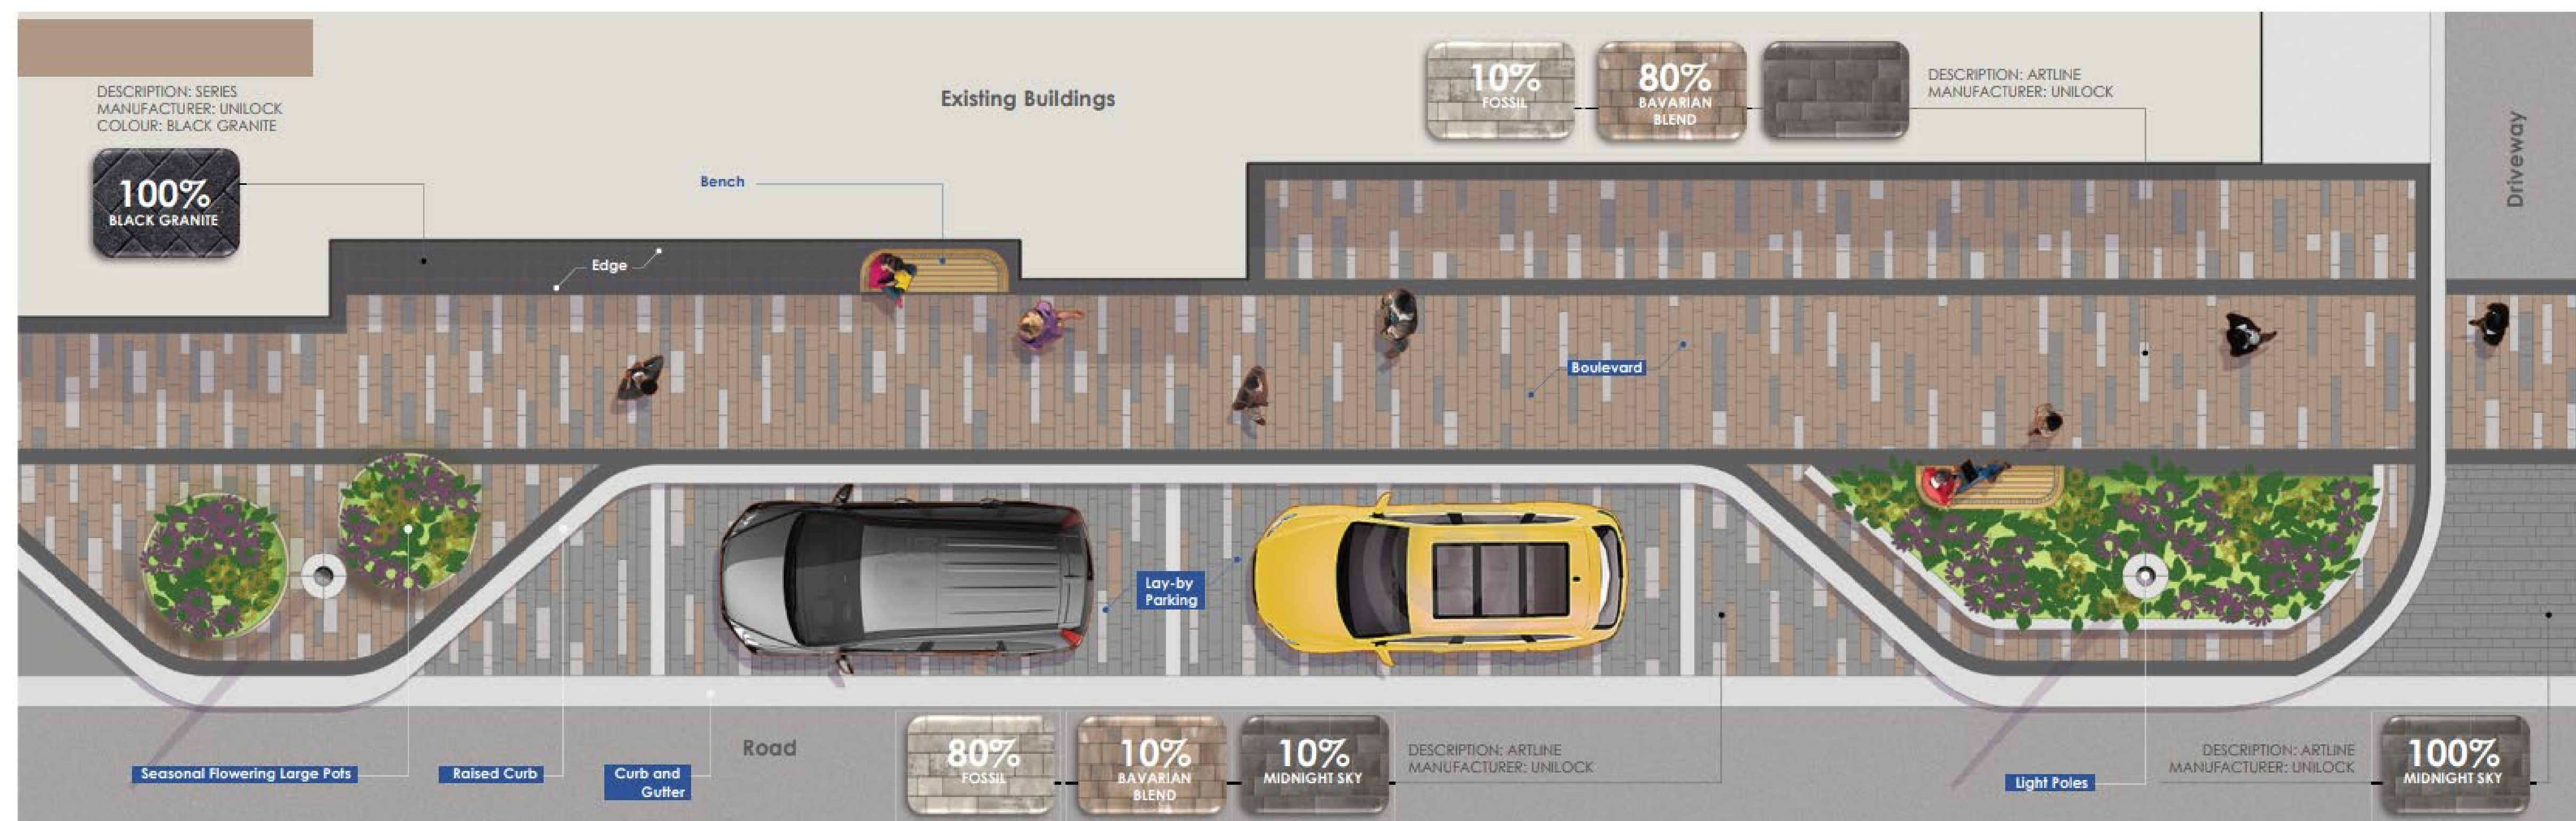 DESCRIPTION: SERIES
MANUFACTURER: UNILOCK
COLOUR: BLACK GRANITE
100%
BLACK GRANITE
Existing Buildings
10%
FOSSIL
80%
BAVARIAN
BLEND
DESCRIPTION: ARTLINE
MANUFACTURER: UNILOCK
Driveway
Bench
Edge
Boulevard
Lay-by
Parking
Seasonal Flowering Large Pots
Raised Curb
Curb and
Gutter
Road
80%
FOSSIL
10%
BAVARIAN
BLEND
10%
MIDNIGHT SKY
DESCRIPTION: ARTLINE
MANUFACTURER: UNILOCK
Light Poles
DESCRIPTION: ARTLINE
MANUFACTURER: UNILOCK
100%
MIDNIGHT SKY